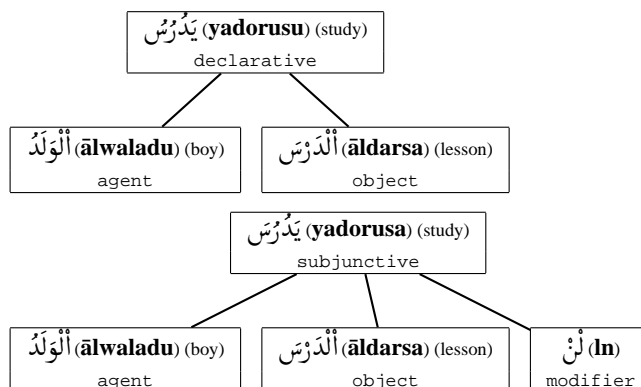 يَدْرُسُ (yadorusu) (study)
declarative
اْلْوَلَدُ (ālwaladu) (boy)
agent
اْلْدَرْسَ (āldarsa) (lesson)
object
يَدْرُسَ (yadorusa) (study)
subjunctive
اْلْوَلَدُ (ālwaladu) (boy)
agent
اْلْدَرْسَ (āldarsa) (lesson)
object
لْنْ (ln)
modifier